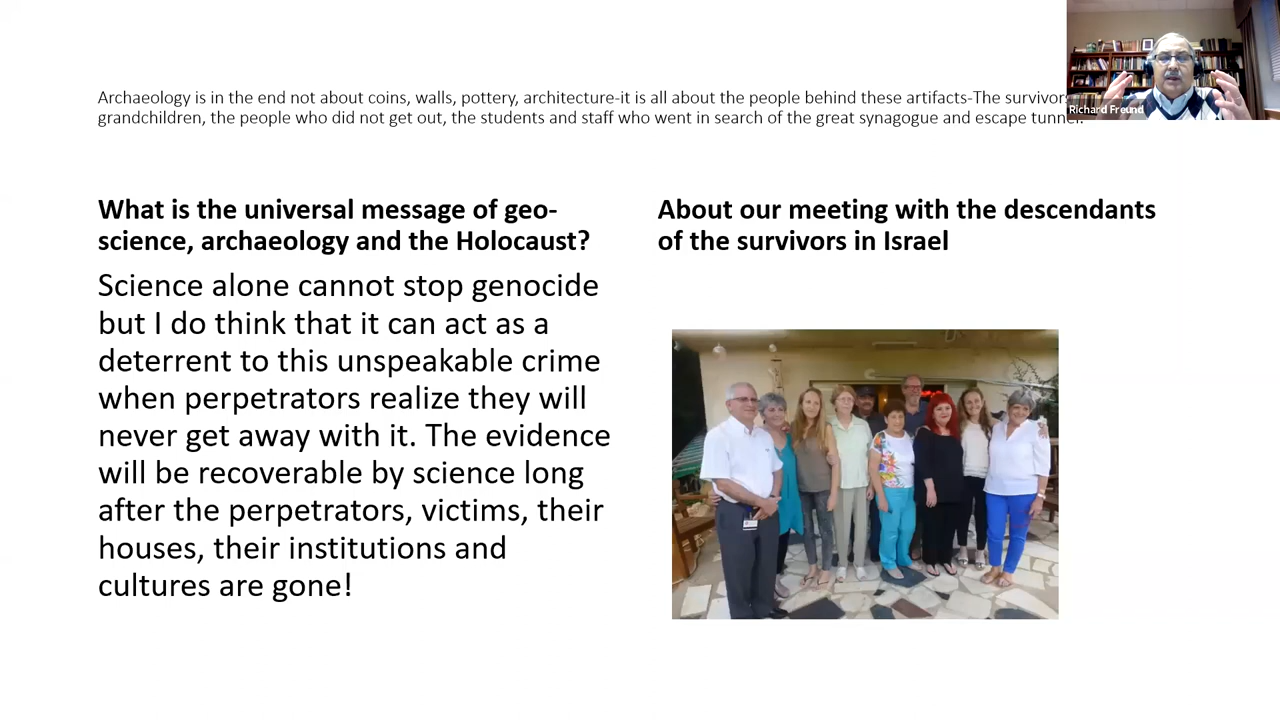 Archaeology is in the end not about coins, walls, pottery, architecture-it is all about the people behind these artifacts-The survivor
grandchildren, the people who did not get out, the students and staff who went in search of the great synagogue and escape tunnel.
Richard Freund
What is the universal message of geo-
science, archaeology and the Holocaust?
Science alone cannot stop genocide
but I do think that it can act as a
deterrent to this unspeakable crime
when perpetrators realize they will
never get away with it. The evidence
will be recoverable by science long
after the perpetrators, victims, their
houses, their institutions and
cultures are gone!
About our meeting with the descendants
of the survivors in Israel